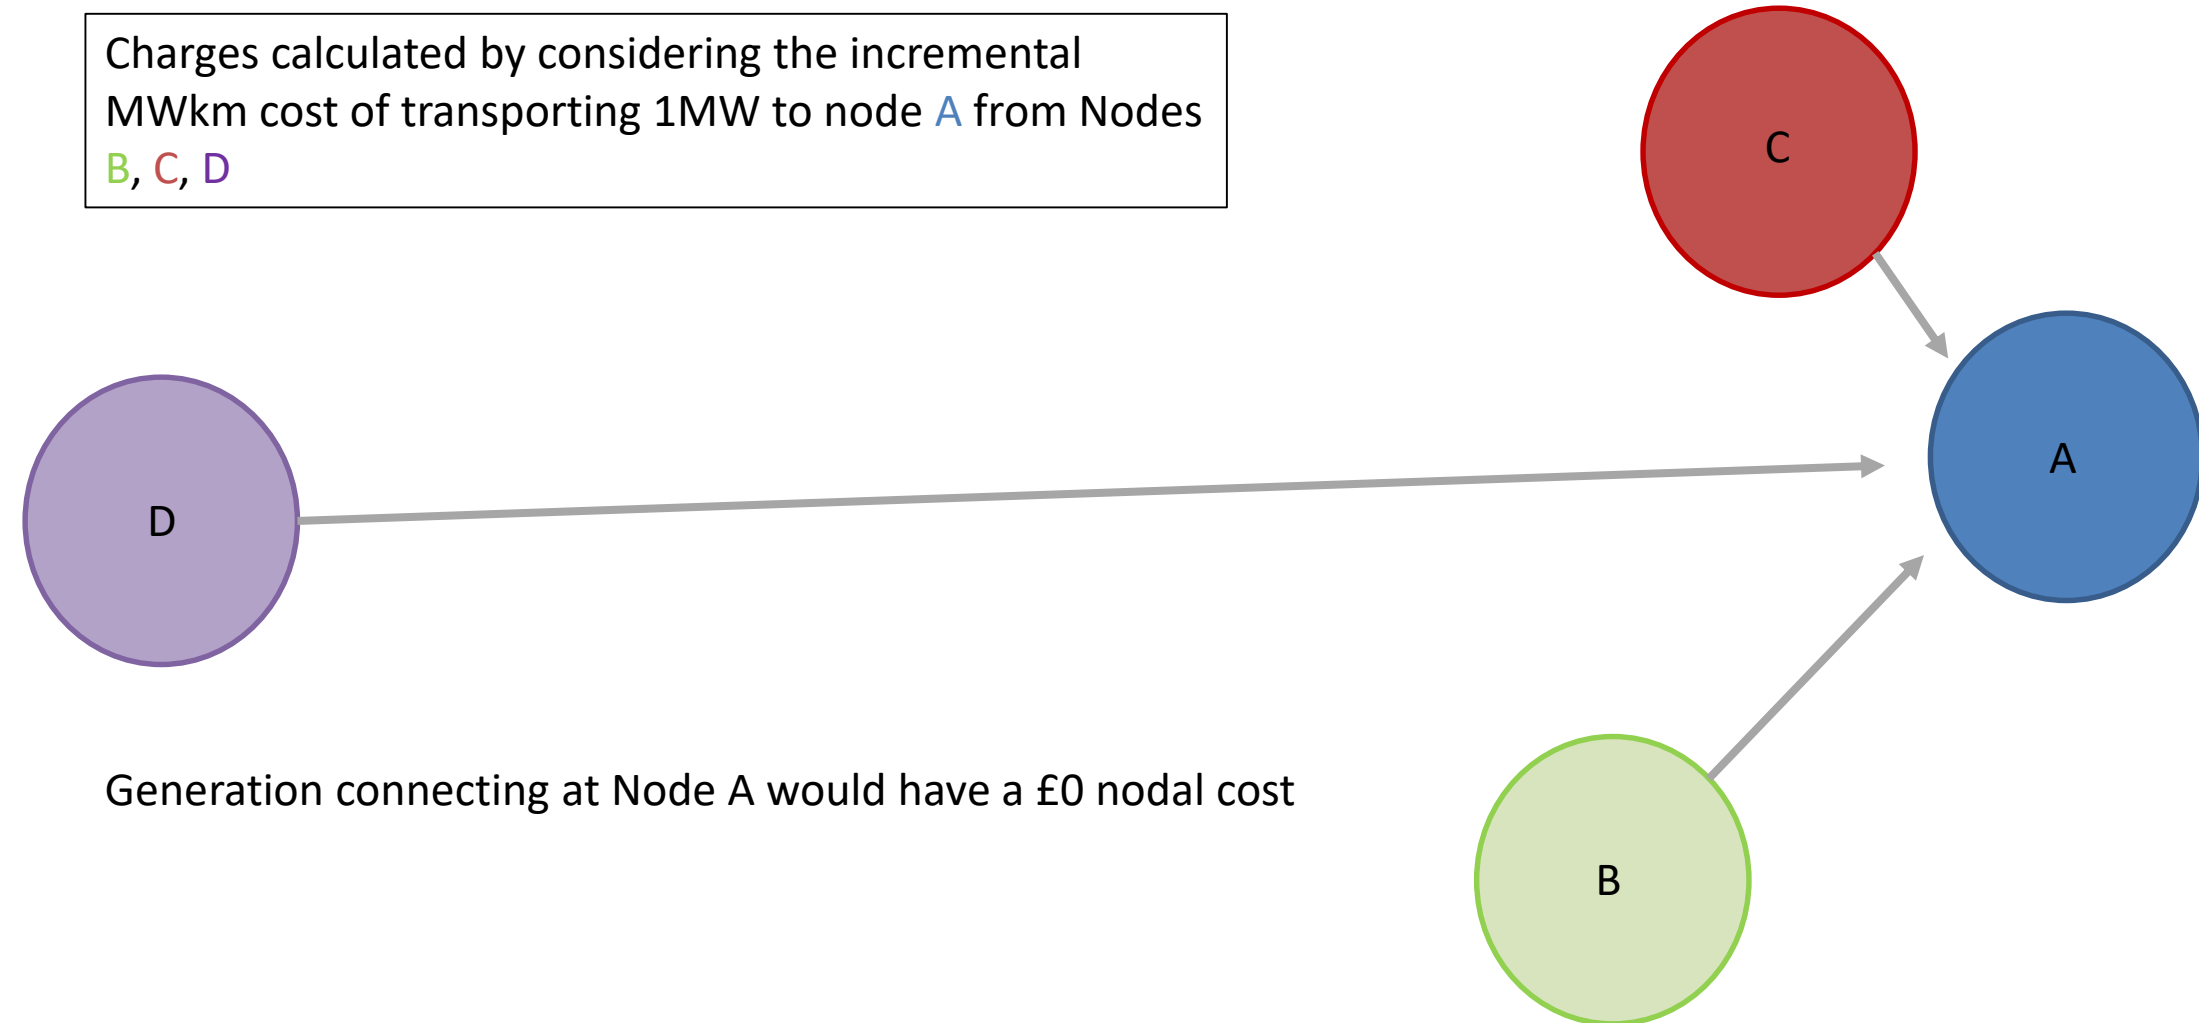 Charges calculated by considering the incremental
MWkm cost of transporting 1MW to node A from Nodes
B, C, D
C
A
D
Generation connecting at Node A would have a £0 nodal cost
B